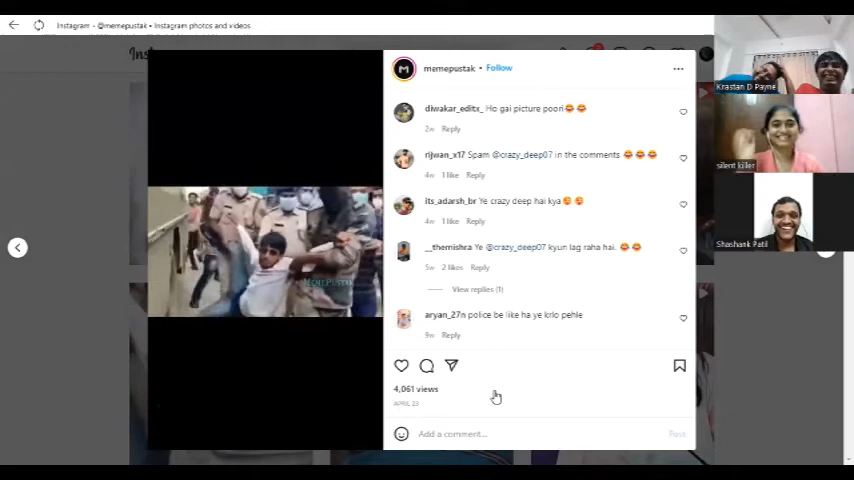 Instagram - @memepustak • Instagram photos and videos
memepustak • Follow
diwakar_editx_ Ho gai picture poori😂😂
2w Reply
rijwan_x17 Spam @crazy_deep07 in the comments 😂😂😂
4w 1 like Reply
its_adarsh_br Ye crazy deep hai kya
4w 1 like Reply
__themishra Ye @crazy_deep07 kyun lag raha hai. 😂😂
5w 2 likes Reply
View replies (1)
aryan_27n police be like ha ye krlo pehle
9w Reply
4,061 views
APRIL 23
Add a comment...
Post
MEMEPUSTAK
Krastan D Payne
silent killer
Shashank Patil